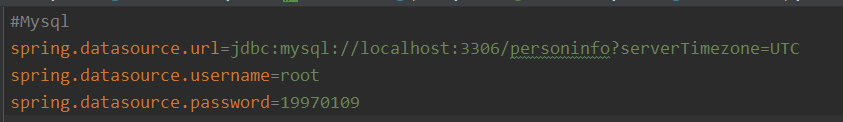 #Mysql
spring.datasource.url=jdbc:mysql://localhost:3306/personinfo?serverTimezone=UTC
spring.datasource.username=root
spring.datasource.password=19970109